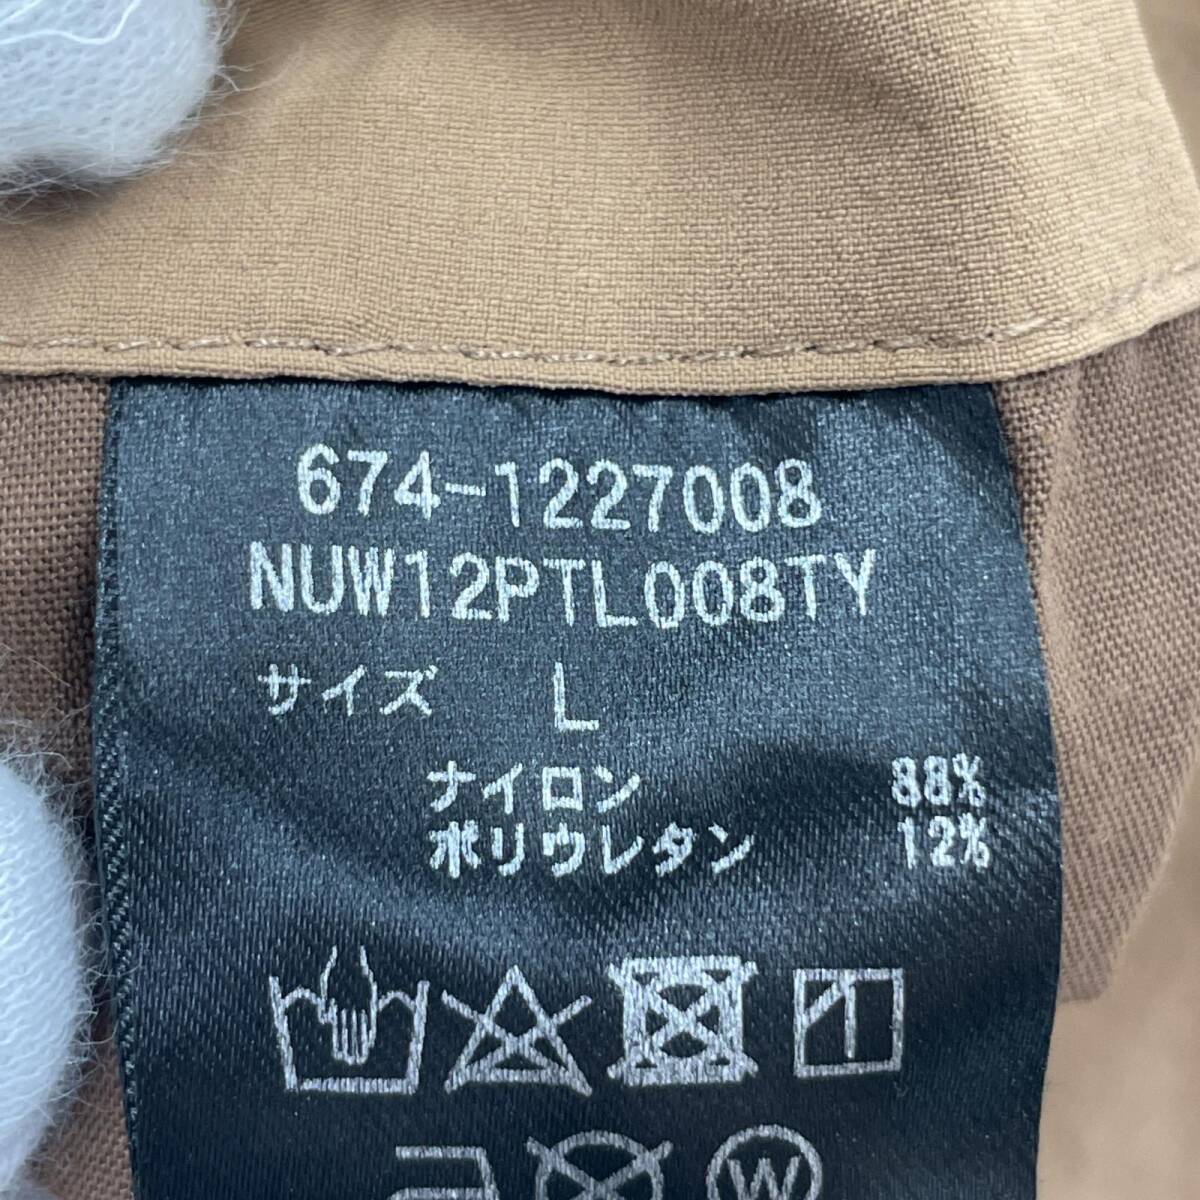 674-1227008
NUW12PTL008TY
サイズ L
ナイロン 88%
ポリウレタン 12%
W